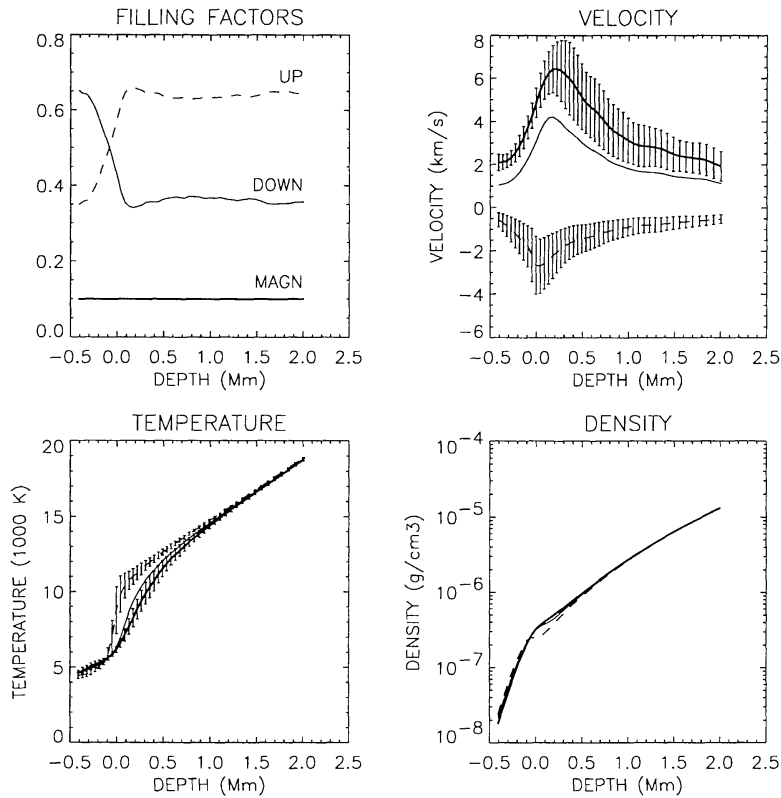 FILLING FACTORS
0.8
0.6
0.4
0.2
0.0
UP
DOWN
MAGN
−0.5 0.0 0.5 1.0 1.5 2.0 2.5
DEPTH (Mm)
VELOCITY
VELOCITY (km/s)
8
6
4
2
0
−2
−4
−6
−0.5 0.0 0.5 1.0 1.5 2.0 2.5
DEPTH (Mm)
TEMPERATURE
TEMPERATURE (1000 K)
20
15
10
5
0
−0.5 0.0 0.5 1.0 1.5 2.0 2.5
DEPTH (Mm)
DENSITY
DENSITY (g/cm3)
10⁻⁴
10⁻⁵
10⁻⁶
10⁻⁷
10⁻⁸
−0.5 0.0 0.5 1.0 1.5 2.0 2.5
DEPTH (Mm)